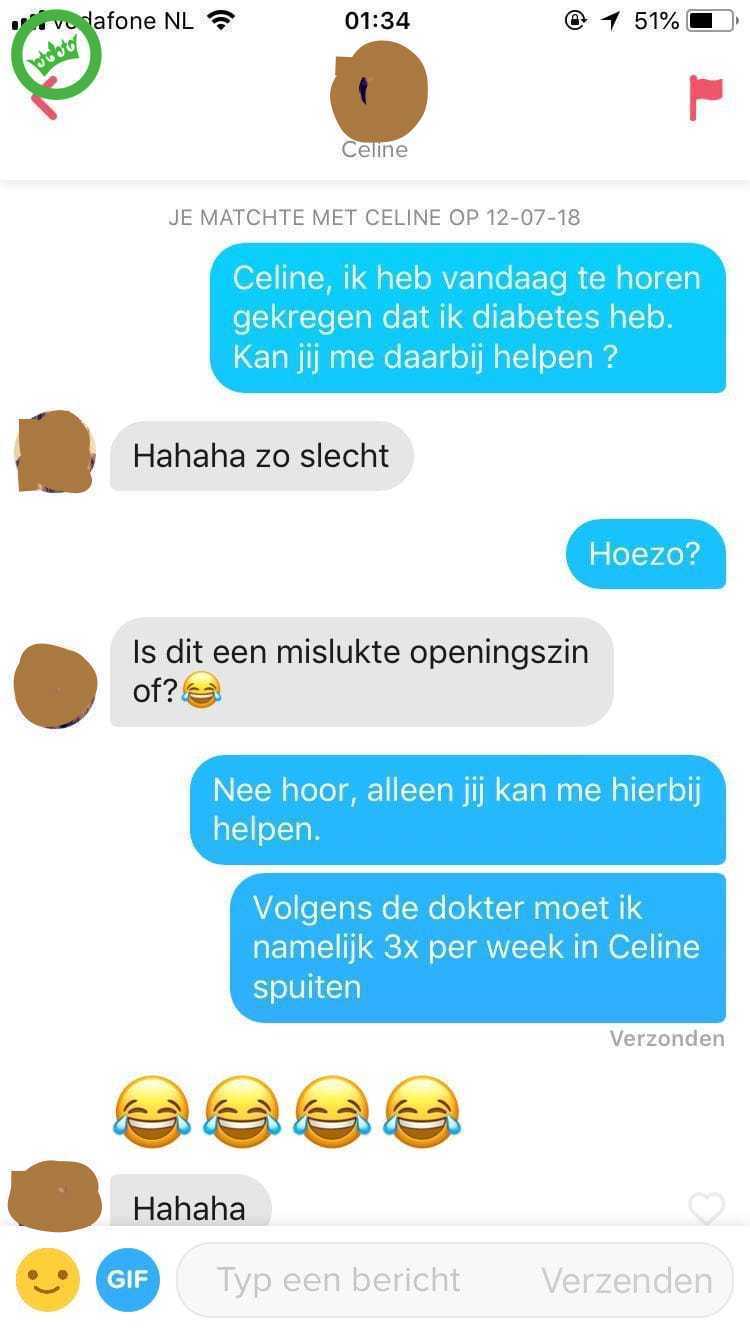 vodafone NL 01:34 51%
Celine
JE MATCHTE MET CELINE OP 12-07-18
Celine, ik heb vandaag te horen
gekregen dat ik diabetes heb.
Kan jij me daarbij helpen ?
Hahaha zo slecht
Hoezo?
Is dit een mislukte openingszin
of?😂
Nee hoor, alleen jij kan me hierbij
helpen.
Volgens de dokter moet ik
namelijk 3x per week in Celine
spuiten
Verzonden
😂😂😂😂
Hahaha
GIF Typ een bericht Verzenden